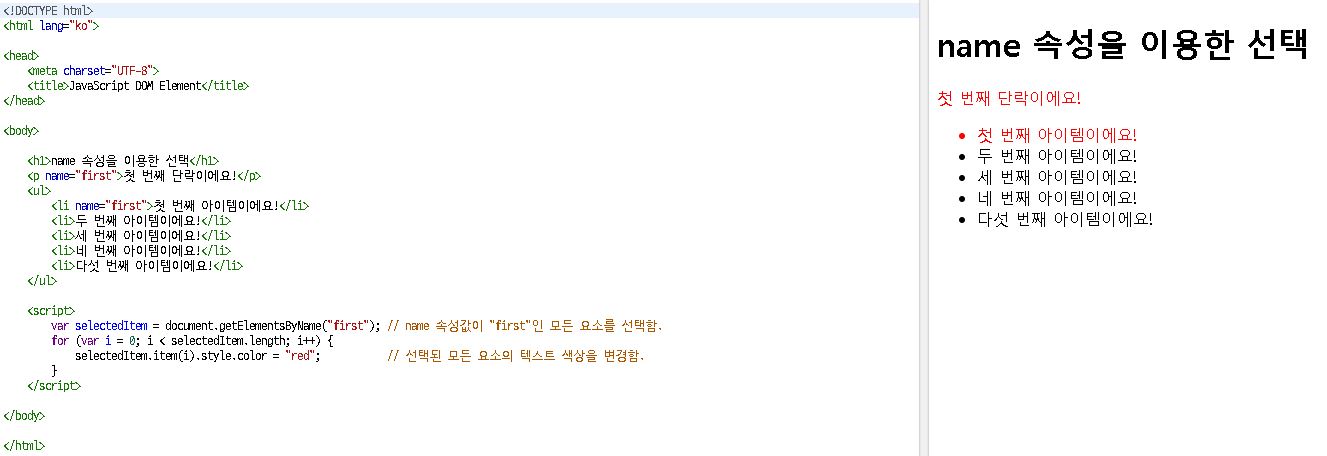 <!DOCTYPE html>
<html lang="ko">
<head>
<meta charset="UTF-8">
<title>JavaScript DOM Element</title>
</head>
<body>
<h1>name 속성을 이용한 선택</h1>
<p name="first">첫 번째 단락이에요!</p>
<ul>
<li name="first">첫 번째 아이템이에요!</li>
<li>두 번째 아이템이에요!</li>
<li>세 번째 아이템이에요!</li>
<li>네 번째 아이템이에요!</li>
<li>다섯 번째 아이템이에요!</li>
</ul>
<script>
var selectedItem = document.getElementsByName("first"); // name 속성값이 "first"인 모든 요소를 선택함.
for (var i = 0; i < selectedItem.length; i++) {
selectedItem.item(i).style.color = "red"; // 선택된 모든 요소의 텍스트 색상을 변경함.
}
</script>
</body>
</html>
name 속성을 이용한 선택
첫 번째 단락이에요!
• 첫 번째 아이템이에요!
• 두 번째 아이템이에요!
• 세 번째 아이템이에요!
• 네 번째 아이템이에요!
• 다섯 번째 아이템이에요!